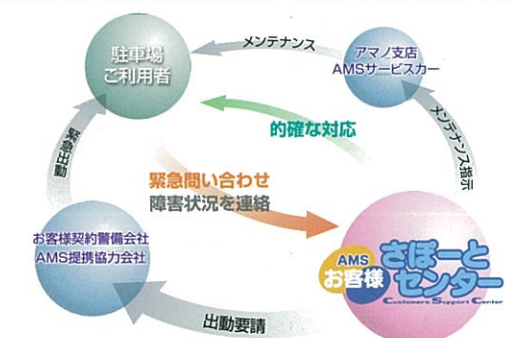 駐車場
ご利用者
メンテナンス
アマノ支店
AMSサービスカー
メンテナンス指示
的確な対応
緊急出動
緊急問い合わせ
障害状況を連絡
お客様契約警備会社
AMS提携協力会社
AMS
お客様
さぽーと
センター
Customers Support Center
出動要請